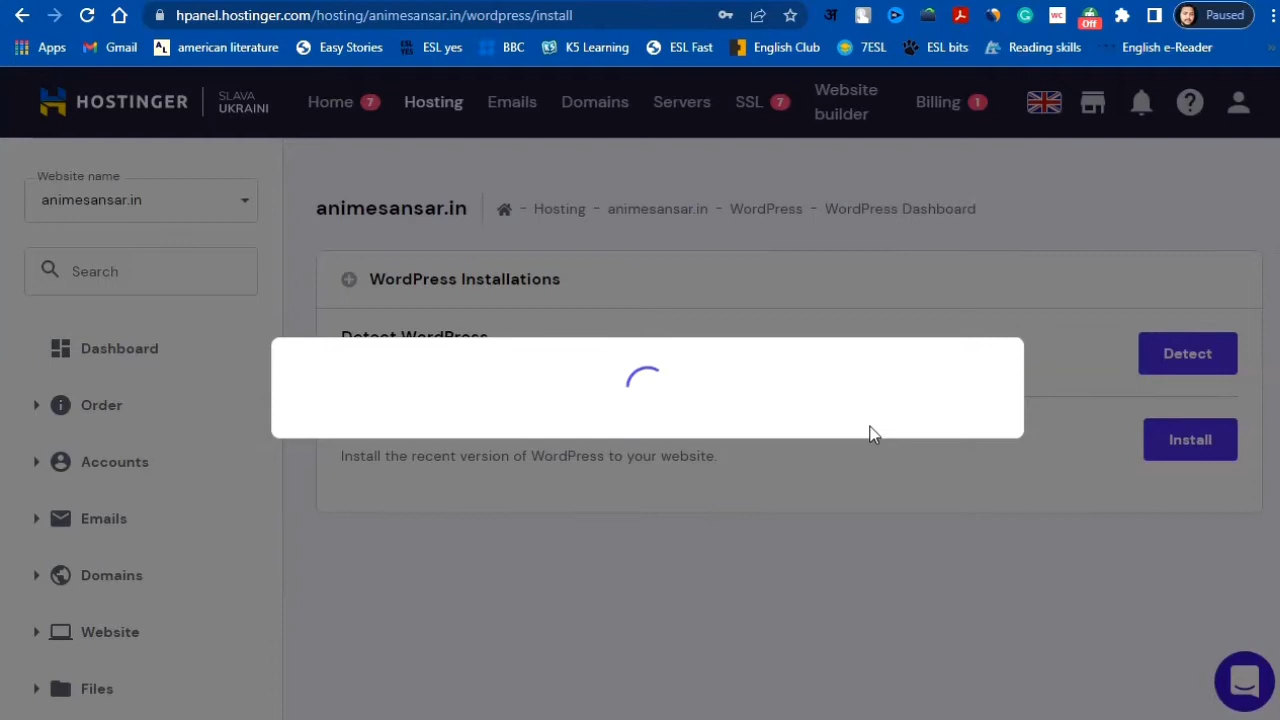 hpanel.hostinger.com/hosting/animesansar.in/wordpress/install
अ
WC
Off
Paused
Apps
Gmail
american literature
Easy Stories
ESL yes
BBC
K5 Learning
ESL Fast
English Club
7ESL
ESL bits
Reading skills
English e-Reader
HOSTINGER
SLAVA
UKRAINI
Home 7
Hosting
Emails
Domains
Servers
SSL 7
Website
builder
Billing 1
Website name
animesansar.in
Search
Dashboard
Order
Accounts
Emails
Domains
Website
Files
animesansar.in
- Hosting - animesansar.in - WordPress - WordPress Dashboard
WordPress Installations
Detect WordPress
Detect
Install
Install the recent version of WordPress to your website.